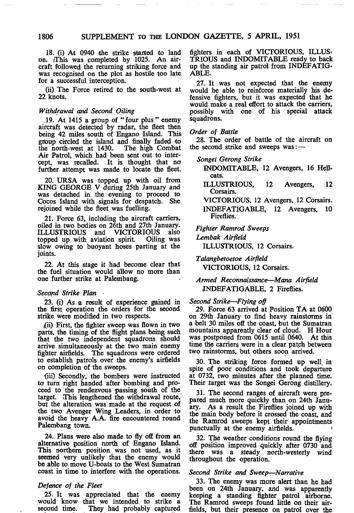 1806 SUPPLEMENT TO THE LONDON GAZETTE, 5 APRIL, 1951
18. (i) At 0940 the strike started to land
on. This was completed by 1025. An air-
craft followed the returning striking force and
was recognised on the plot as hostile too late
for a successful interception.
(ii) The Force retired to the south-west at
22 knots.
Withdrawal and Second Oiling
19. At 1415 a group of "four plus" enemy
aircraft was detected by radar, the fleet then
being 42 miles south of Engano Island. This
group circled the island and finally faded to
the north-west at 1430. The high Combat
Air Patrol, which had been sent out to inter-
cept, was recalled. It is thought that no
further attempt was made to locate the fleet.
20. URSA was topped up with oil from
KING GEORGE V during 25th January and
was detached in the evening to proceed to
Cocos Island with signals for despatch. She
rejoined while the fleet was fuelling.
21. Force 63, including the aircraft carriers,
oiled in two bodies on 26th and 27th January.
ILLUSTRIOUS and VICTORIOUS also
topped up with aviation spirit. Oiling was
slow owing to buoyant hoses parting at the
joints.
22. At this stage it had become clear that
the fuel situation would allow no more than
one further strike at Palembang.
Second Strike Plan
23. (i) As a result of experience gained in
the first operation the orders for the second
strike were modified in two respects.
(ii) First, the fighter sweep was flown in two
parts, the timing of the flight plans being such
that the two independent squadrons should
arrive simultaneously at the two main enemy
fighter airfields. The squadrons were ordered
to establish patrols over the enemy's airfields
on completion of the sweeps.
(iii) Secondly, the bombers were instructed
to turn right handed after bombing and pro-
ceed to the rendezvous passing south of the
target. This lengthened the withdrawal route,
but the alteration was made at the request of
the two Avenger Wing Leaders, in order to
avoid the heavy A.A. fire encountered round
Palembang town.
24. Plans were also made to fly off from an
alternative position north of Engano Island.
This northern position was not used, as it
seemed very unlikely that the enemy would
be able to move U-boats to the West Sumatran
coast in time to interfere with the operations.
Defence of the Fleet
25. It was appreciated that the enemy
would know that we intended to strike a
second time. They had probably captured
fighters in each of VICTORIOUS, ILLUS-
TRIOUS and INDOMITABLE ready to back
up the standing air patrol from INDEFATIG-
ABLE.
27. It was not expected that the enemy
would be able to reinforce materially his de-
fensive fighters, but it was expected that he
would make a real effort to attack the carriers,
possibly with one of his special attack
squadrons.
Order of Battle
28. The order of battle of the aircraft on
the second strike and sweeps was:—
Songei Gerong Strike
INDOMITABLE, 12 Avengers, 16 Hell-
cats.
ILLUSTRIOUS, 12 Avengers, 12
Corsairs.
VICTORIOUS, 12 Avengers, 12 Corsairs.
INDEFATIGABLE, 12 Avengers, 10
Fireflies.
Fighter Ramrod Sweeps
Lembak Airfield
ILLUSTRIOUS, 12 Corsairs.
Talangbetoetoe Airfield
VICTORIOUS, 12 Corsairs.
Armed Reconnaissance—Mana Airfield
INDEFATIGABLE, 2 Fireflies.
Second Strike—Flying off
29. Force 63 arrived at Position TA at 0600
on 29th January to find heavy rainstorms in
a belt 30 miles off the coast, but the Sumatran
mountains apparently clear of cloud. H Hour
was postponed from 0615 until 0640. At this
time the carriers were in a clear patch between
two rainstorms, but others soon arrived.
30. The striking force formed up well in
spite of poor conditions and took departure
at 0732, two minutes after the planned time.
Their target was the Songei Gerong distillery.
31. The second ranges of aircraft were pre-
pared much more quickly than on 24th Janu-
ary. As a result the Fireflies joined up with
the main body before it crossed the coast, and
the Ramrod sweeps kept their appointments
punctually at the enemy airfields.
32. The weather conditions round the flying
off position improved quickly after 0730 and
there was a steady north-westerly wind
throughout the operation.
Second Strike and Sweep—Narrative
33. The enemy was more alert than he had
been on 24th January, and was apparently
keeping a standing fighter patrol airborne.
The Ramrod sweeps found little on their air-
fields, but their presence on patrol over the